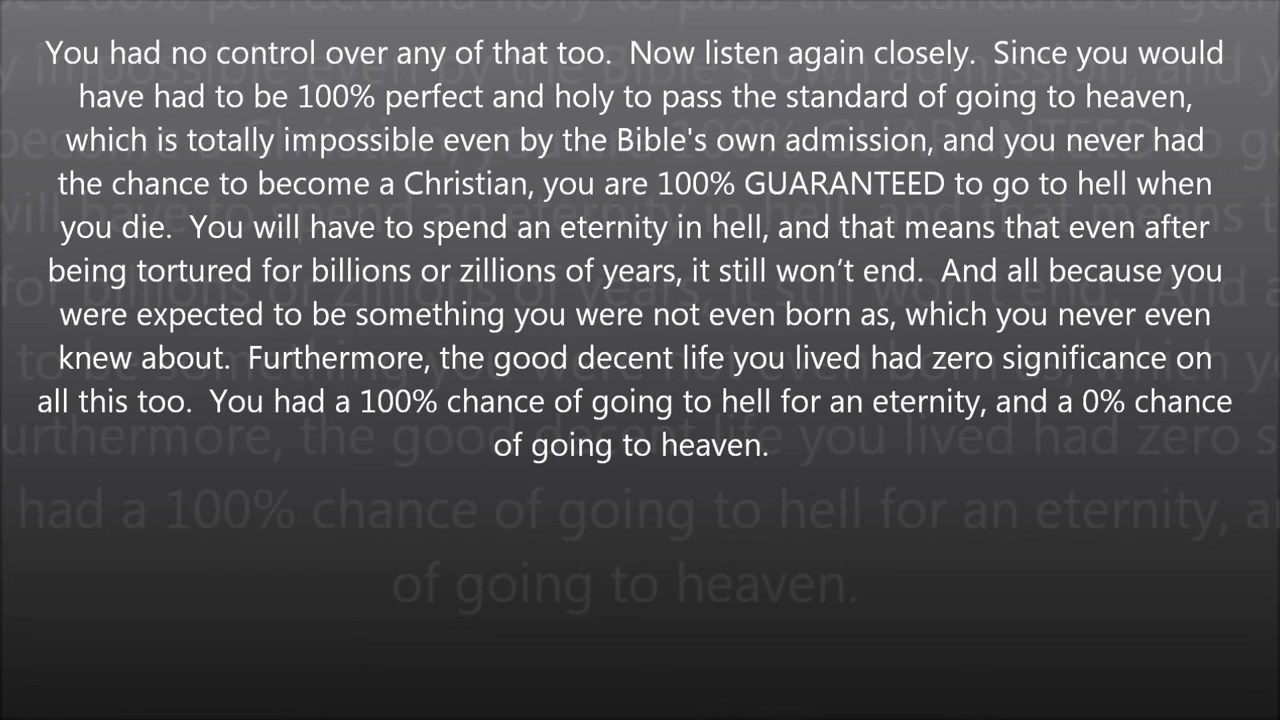 You had no control over any of that too.  Now listen again closely.  Since you would
have had to be 100% perfect and holy to pass the standard of going to heaven,
which is totally impossible even by the Bible's own admission, and you never had
the chance to become a Christian, you are 100% GUARANTEED to go to hell when
you die.  You will have to spend an eternity in hell, and that means that even after
being tortured for billions or zillions of years, it still won’t end.  And all because you
were expected to be something you were not even born as, which you never even
knew about.  Furthermore, the good decent life you lived had zero significance on
all this too.  You had a 100% chance of going to hell for an eternity, and a 0% chance
of going to heaven.